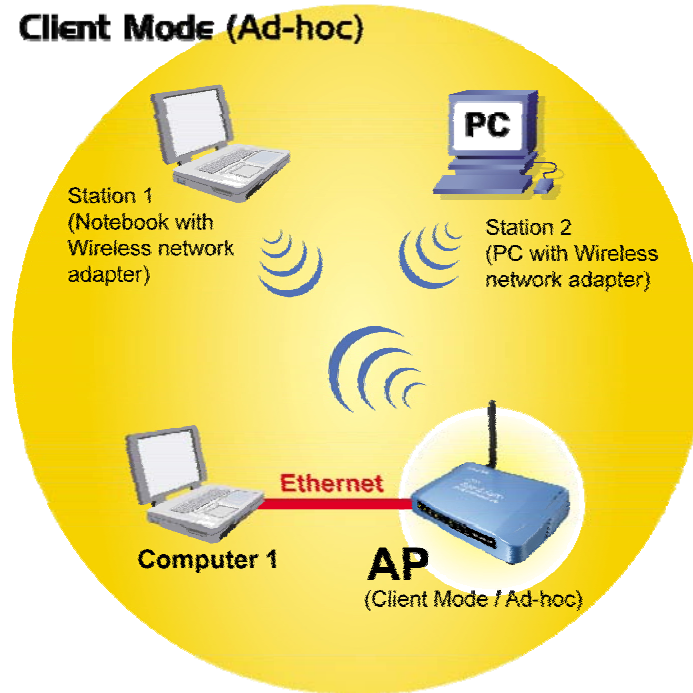 Client Mode (Ad-hoc)
PC
Station 1
(Notebook with
Wireless network
adapter)
Station 2
(PC with Wireless
network adapter)
Ethernet
Computer 1
AP
(Client Mode / Ad-hoc)